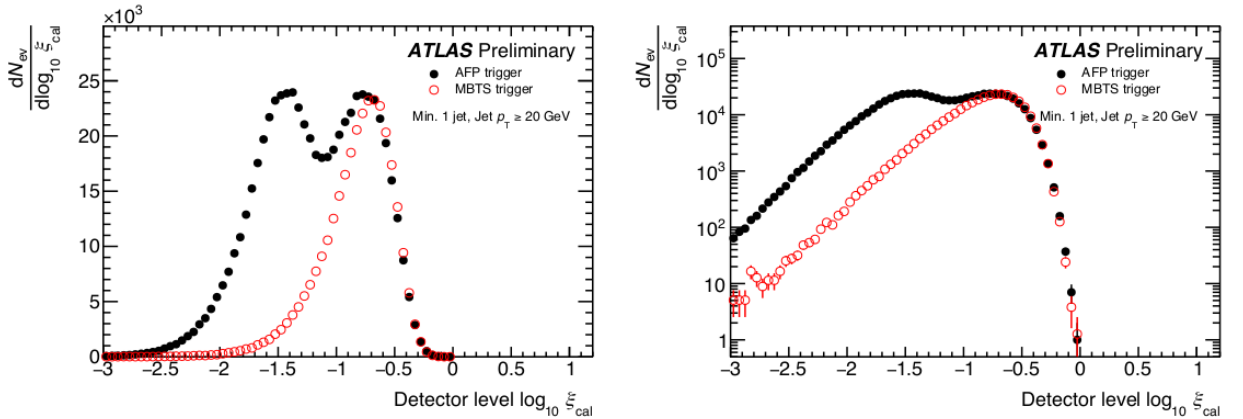 ×10³
dN_ev
dlog₁₀ ξ_cal
ATLAS Preliminary
AFP trigger
MBTS trigger
Min. 1 jet, Jet p_T ≥ 20 GeV
25
20
15
10
5
0
−3 −2.5 −2 −1.5 −1 −0.5 0 0.5 1
Detector level log₁₀ ξ_cal
dN_ev
dlog₁₀ ξ_cal
ATLAS Preliminary
AFP trigger
MBTS trigger
Min. 1 jet, Jet p_T ≥ 20 GeV
10⁵
10⁴
10³
10²
10
1
−3 −2.5 −2 −1.5 −1 −0.5 0 0.5 1
Detector level log₁₀ ξ_cal